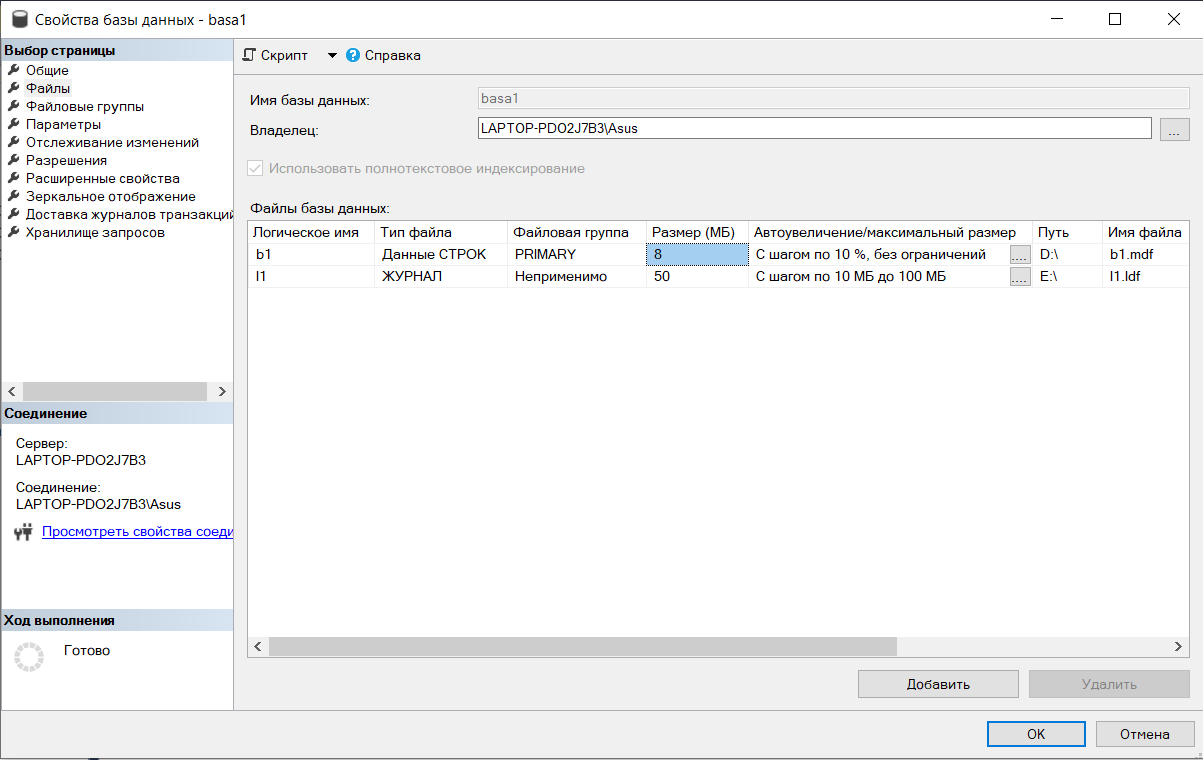 Свойства базы данных - basa1
Выбор страницы
Общие
Файлы
Файловые группы
Параметры
Отслеживание изменений
Разрешения
Расширенные свойства
Зеркальное отображение
Доставка журналов транзакций
Хранилище запросов
Соединение
Сервер:
LAPTOP-PDO2J7B3
Соединение:
LAPTOP-PDO2J7B3\Asus
Просмотреть свойства соеди
Ход выполнения
Готово
Скрипт Справка
Имя базы данных: basa1
Владелец: LAPTOP-PDO2J7B3\Asus ...
Использовать полнотекстовое индексирование
Файлы базы данных:
Логическое имя Тип файла Файловая группа Размер (МБ) Автоувеличение/максимальный размер Путь Имя файла
b1 Данные СТРОК PRIMARY 8 С шагом по 10 %, без ограничений .... D:\ b1.mdf
l1 ЖУРНАЛ Неприменимо 50 С шагом по 10 МБ до 100 МБ .... E:\ l1.ldf
Добавить Удалить
ОК Отмена